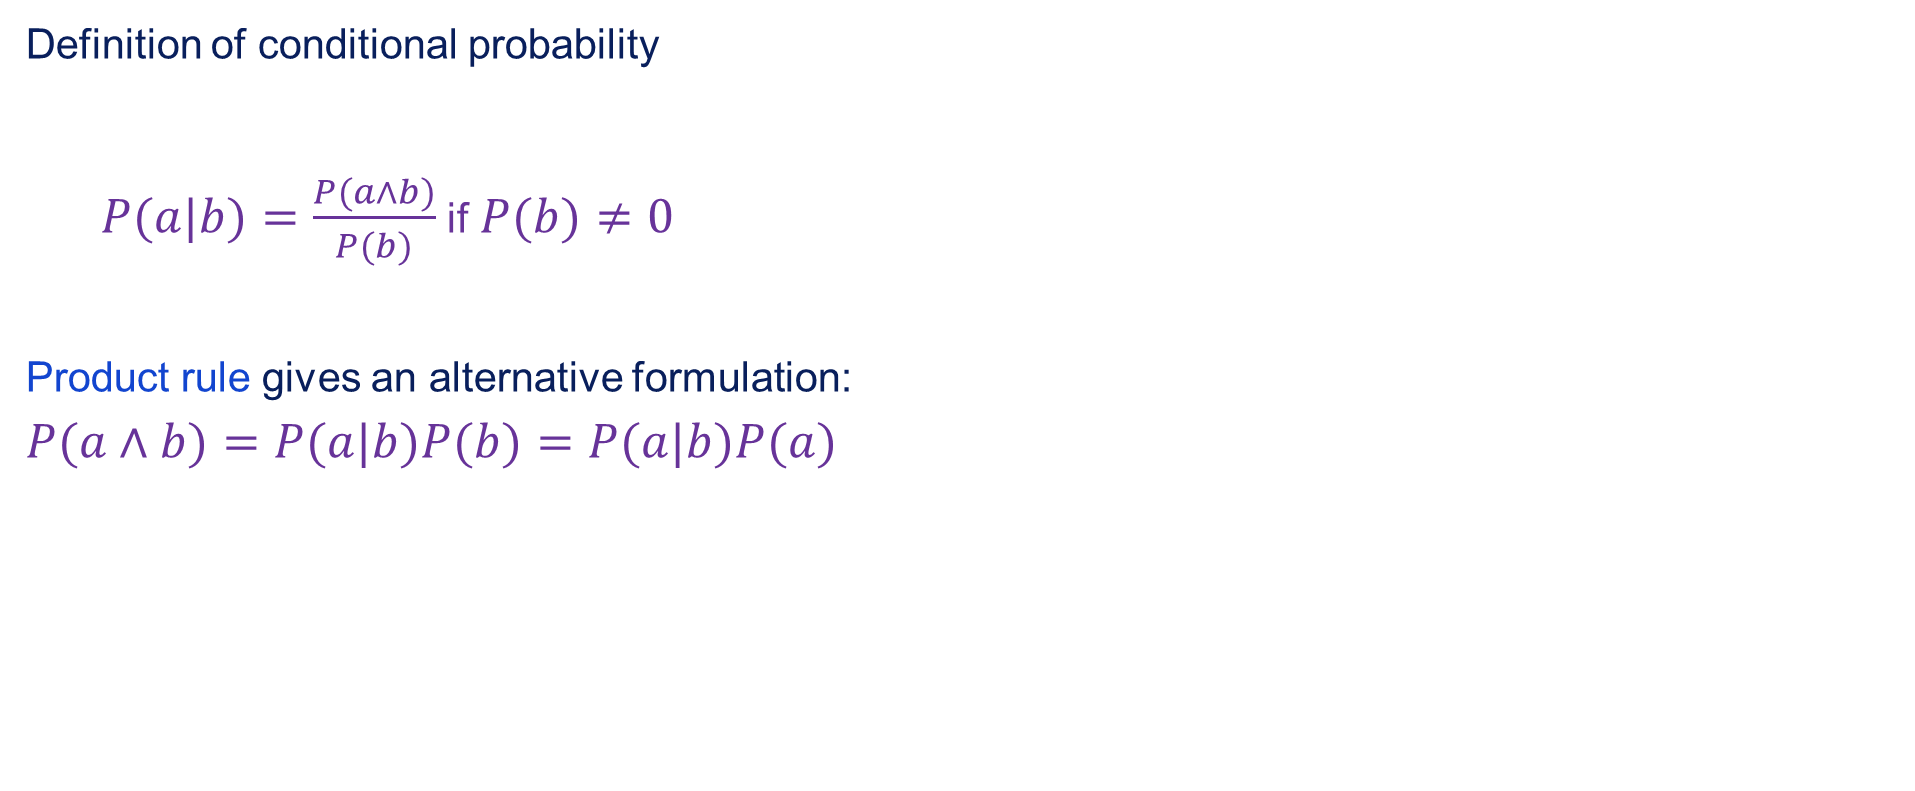 Definition of conditional probability
P(a|b) = P(a∧b) / P(b) if P(b) ≠ 0
Product rule gives an alternative formulation:
P(a ∧ b) = P(a|b)P(b) = P(a|b)P(a)